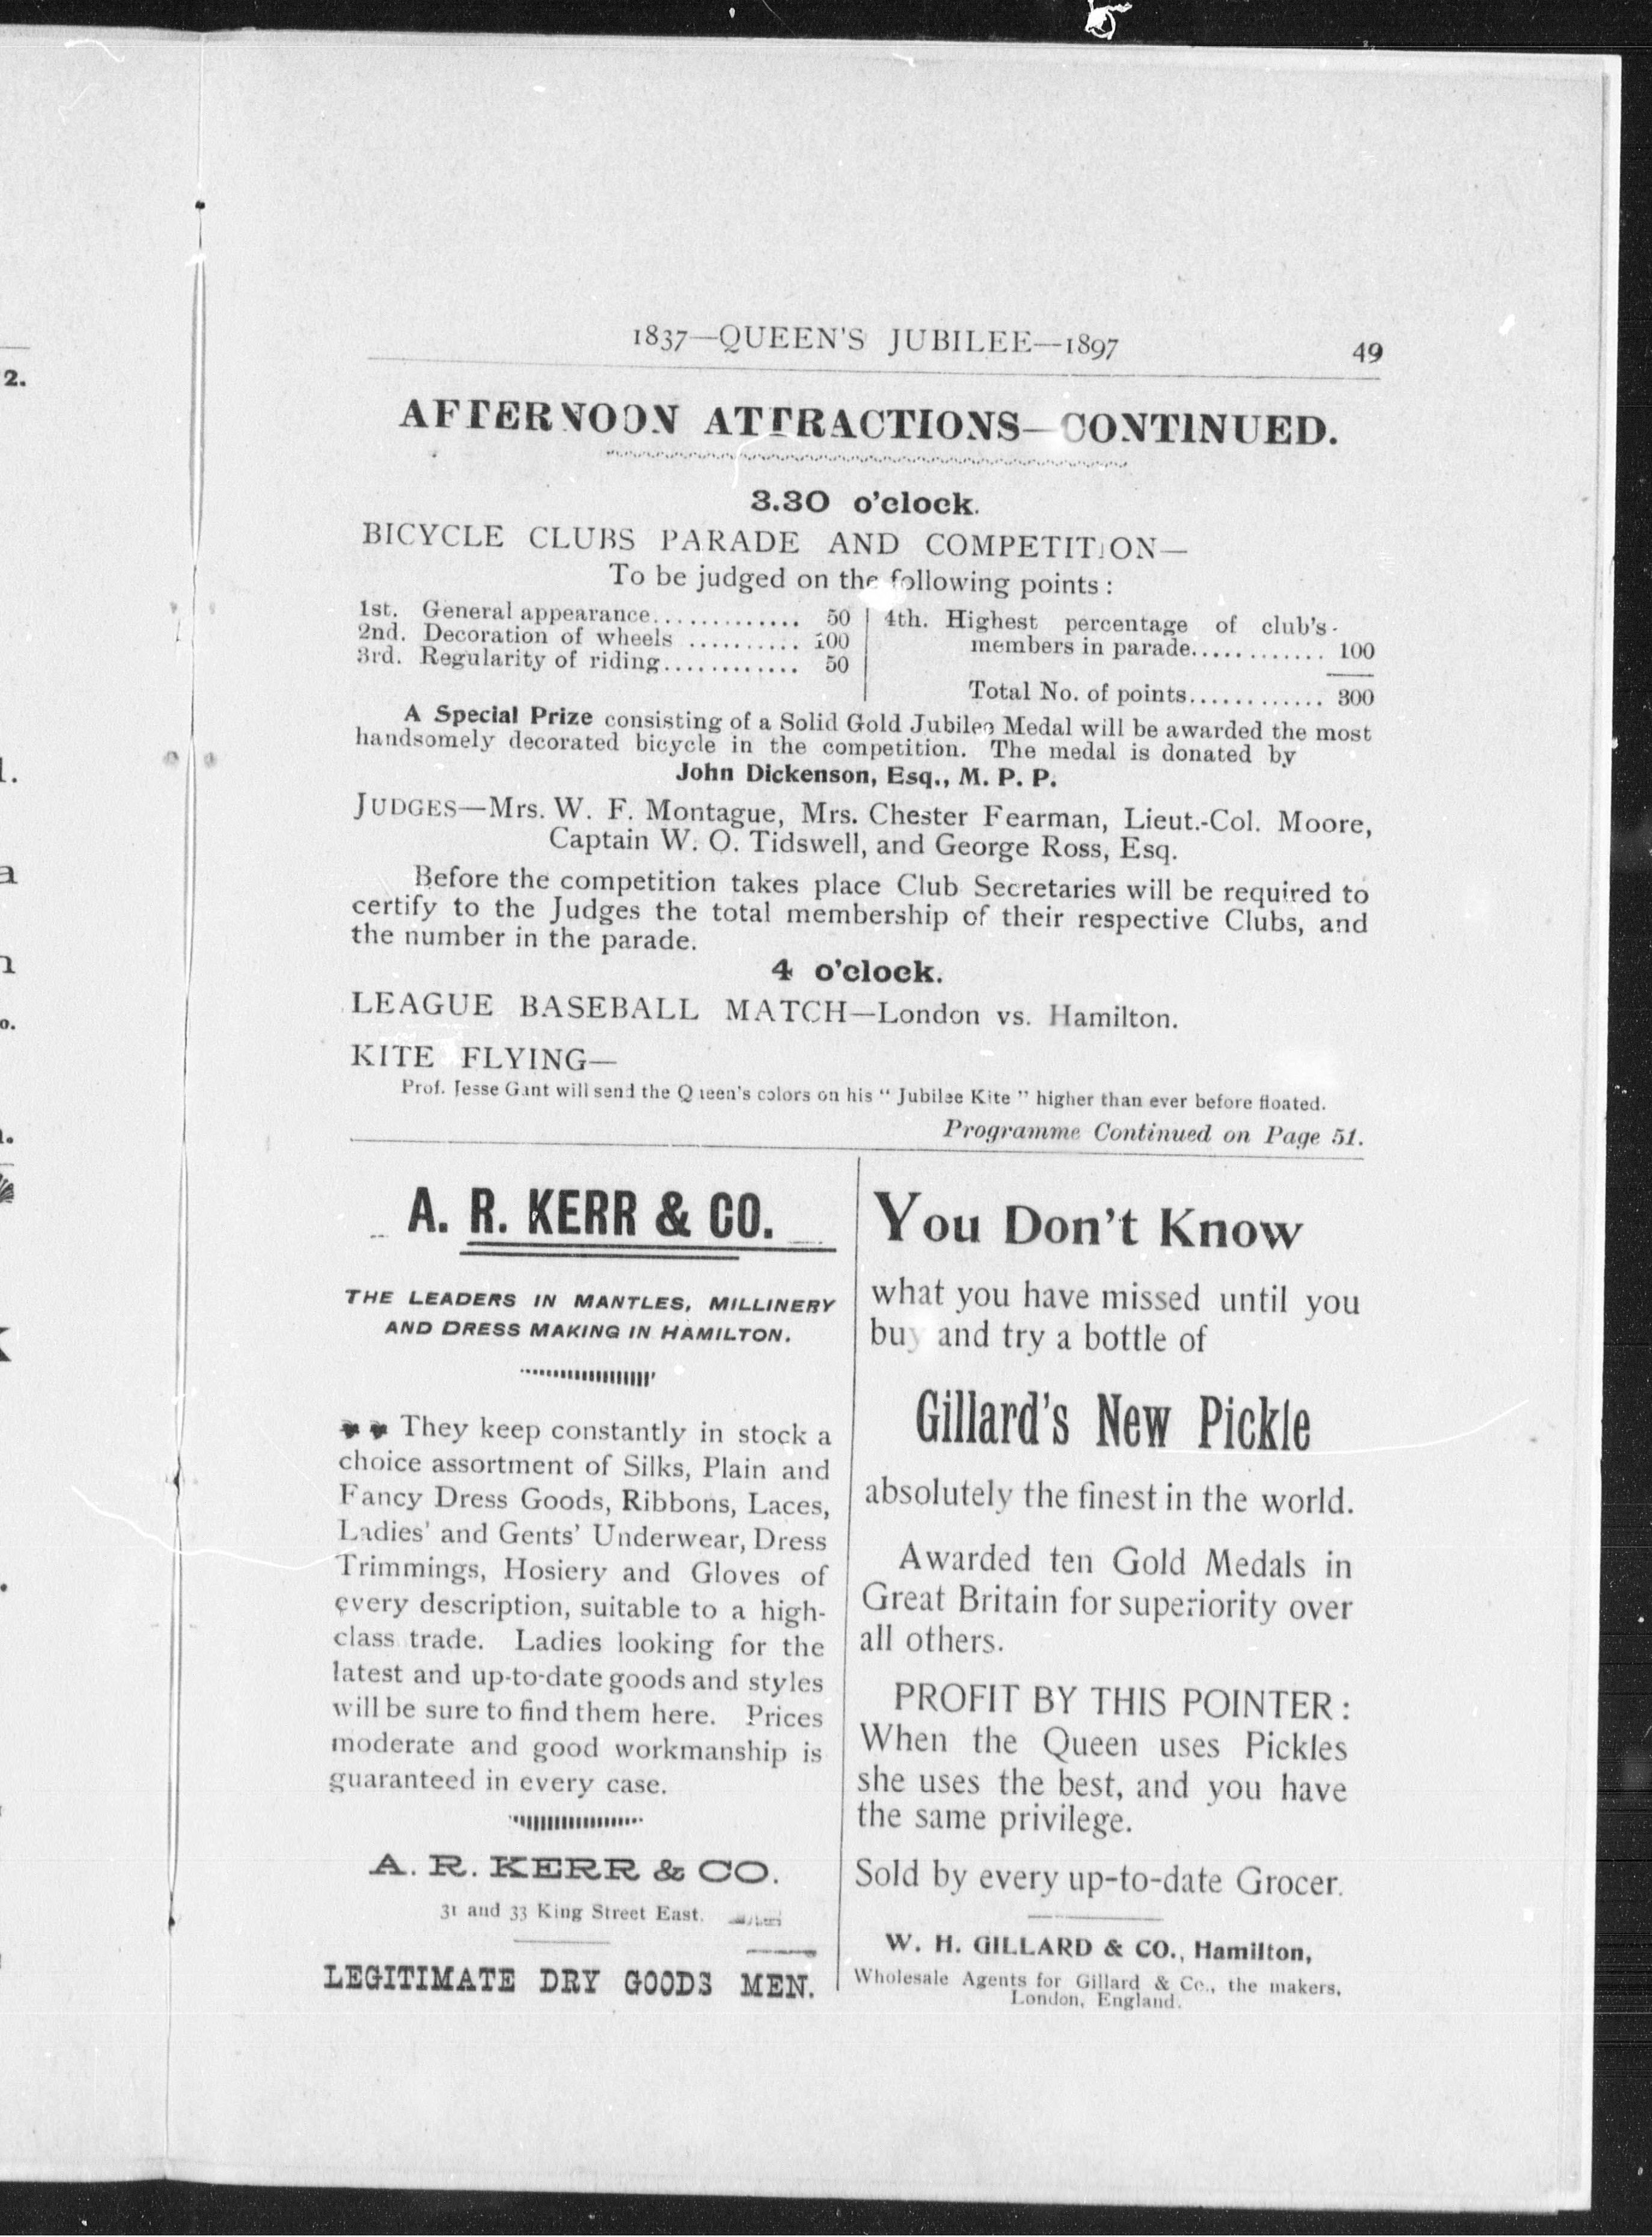 1837—QUEEN'S JUBILEE—1897 49
AFTERNOON ATTRACTIONS—CONTINUED.
3.30 o'clock.
BICYCLE CLUBS PARADE AND COMPETITION—
To be judged on the following points :
1st. General appearance............. 50
2nd. Decoration of wheels .......... 100
3rd. Regularity of riding............ 50
4th. Highest percentage of club's
members in parade............ 100
Total No. of points............ 300
A Special Prize consisting of a Solid Gold Jubilee Medal will be awarded the most
handsomely decorated bicycle in the competition. The medal is donated by
John Dickenson, Esq., M. P. P.
JUDGES—Mrs. W. F. Montague, Mrs. Chester Fearman, Lieut.-Col. Moore,
Captain W. O. Tidswell, and George Ross, Esq.
Before the competition takes place Club Secretaries will be required to
certify to the Judges the total membership of their respective Clubs, and
the number in the parade.
4 o'clock.
LEAGUE BASEBALL MATCH—London vs. Hamilton.
KITE FLYING—
Prof. Jesse Gant will send the Queen's colors on his " Jubilee Kite " higher than ever before floated.
Programme Continued on Page 51.
A. R. KERR & CO.
THE LEADERS IN MANTLES, MILLINERY
AND DRESS MAKING IN HAMILTON.
They keep constantly in stock a
choice assortment of Silks, Plain and
Fancy Dress Goods, Ribbons, Laces,
Ladies' and Gents' Underwear, Dress
Trimmings, Hosiery and Gloves of
every description, suitable to a high-
class trade. Ladies looking for the
latest and up-to-date goods and styles
will be sure to find them here. Prices
moderate and good workmanship is
guaranteed in every case.
A. R. KERR & CO.
31 and 33 King Street East.
LEGITIMATE DRY GOODS MEN.
You Don't Know
what you have missed until you
buy and try a bottle of
Gillard's New Pickle
absolutely the finest in the world.
Awarded ten Gold Medals in
Great Britain for superiority over
all others.
PROFIT BY THIS POINTER :
When the Queen uses Pickles
she uses the best, and you have
the same privilege.
Sold by every up-to-date Grocer.
W. H. GILLARD & CO., Hamilton,
Wholesale Agents for Gillard & Co., the makers,
London, England.